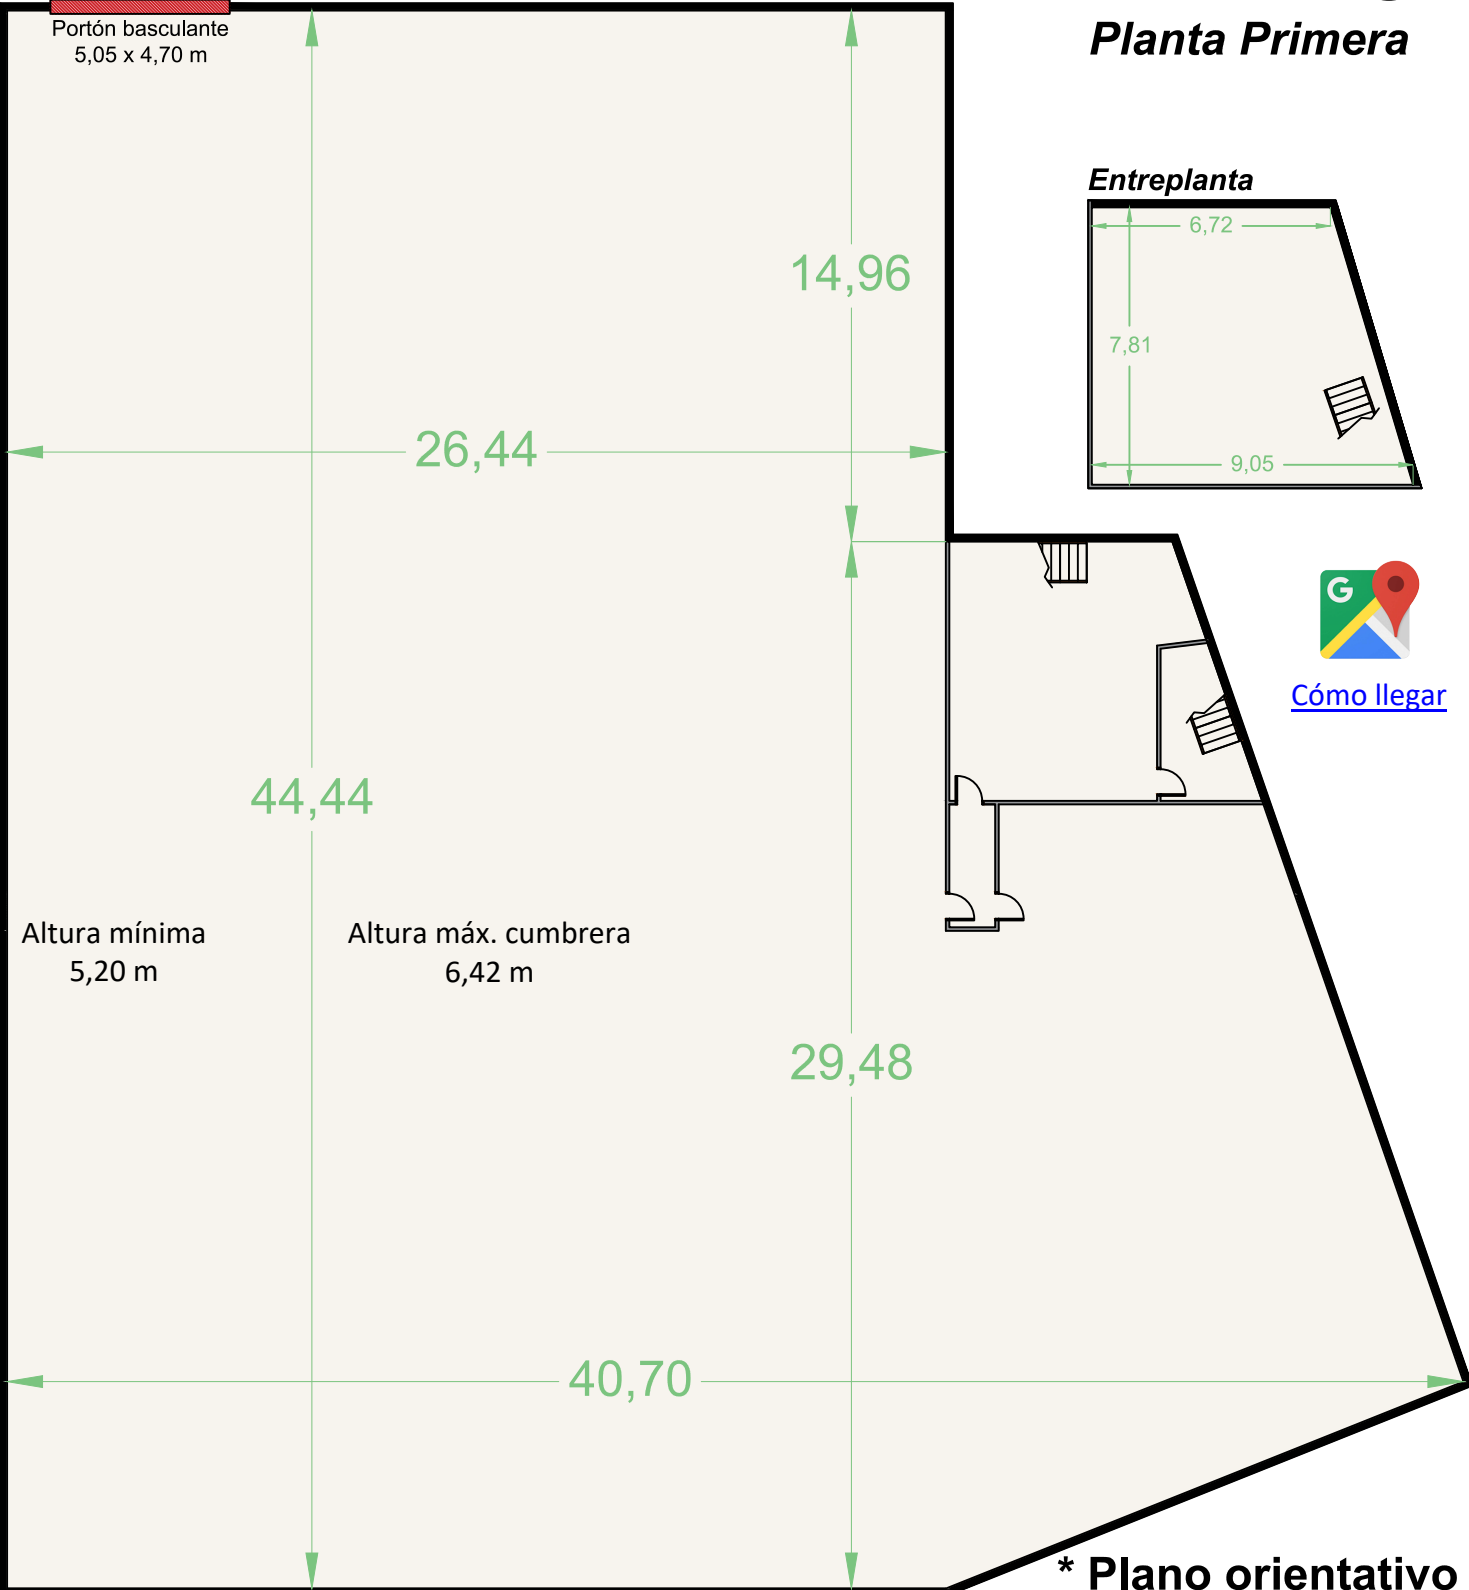 Planta Primera
Portón basculante
5,05 x 4,70 m
Entreplanta
6,72
7,81
9,05
14,96
26,44
G
Cómo llegar
44,44
Altura mínima
5,20 m
Altura máx. cumbrera
6,42 m
29,48
40,70
* Plano orientativo